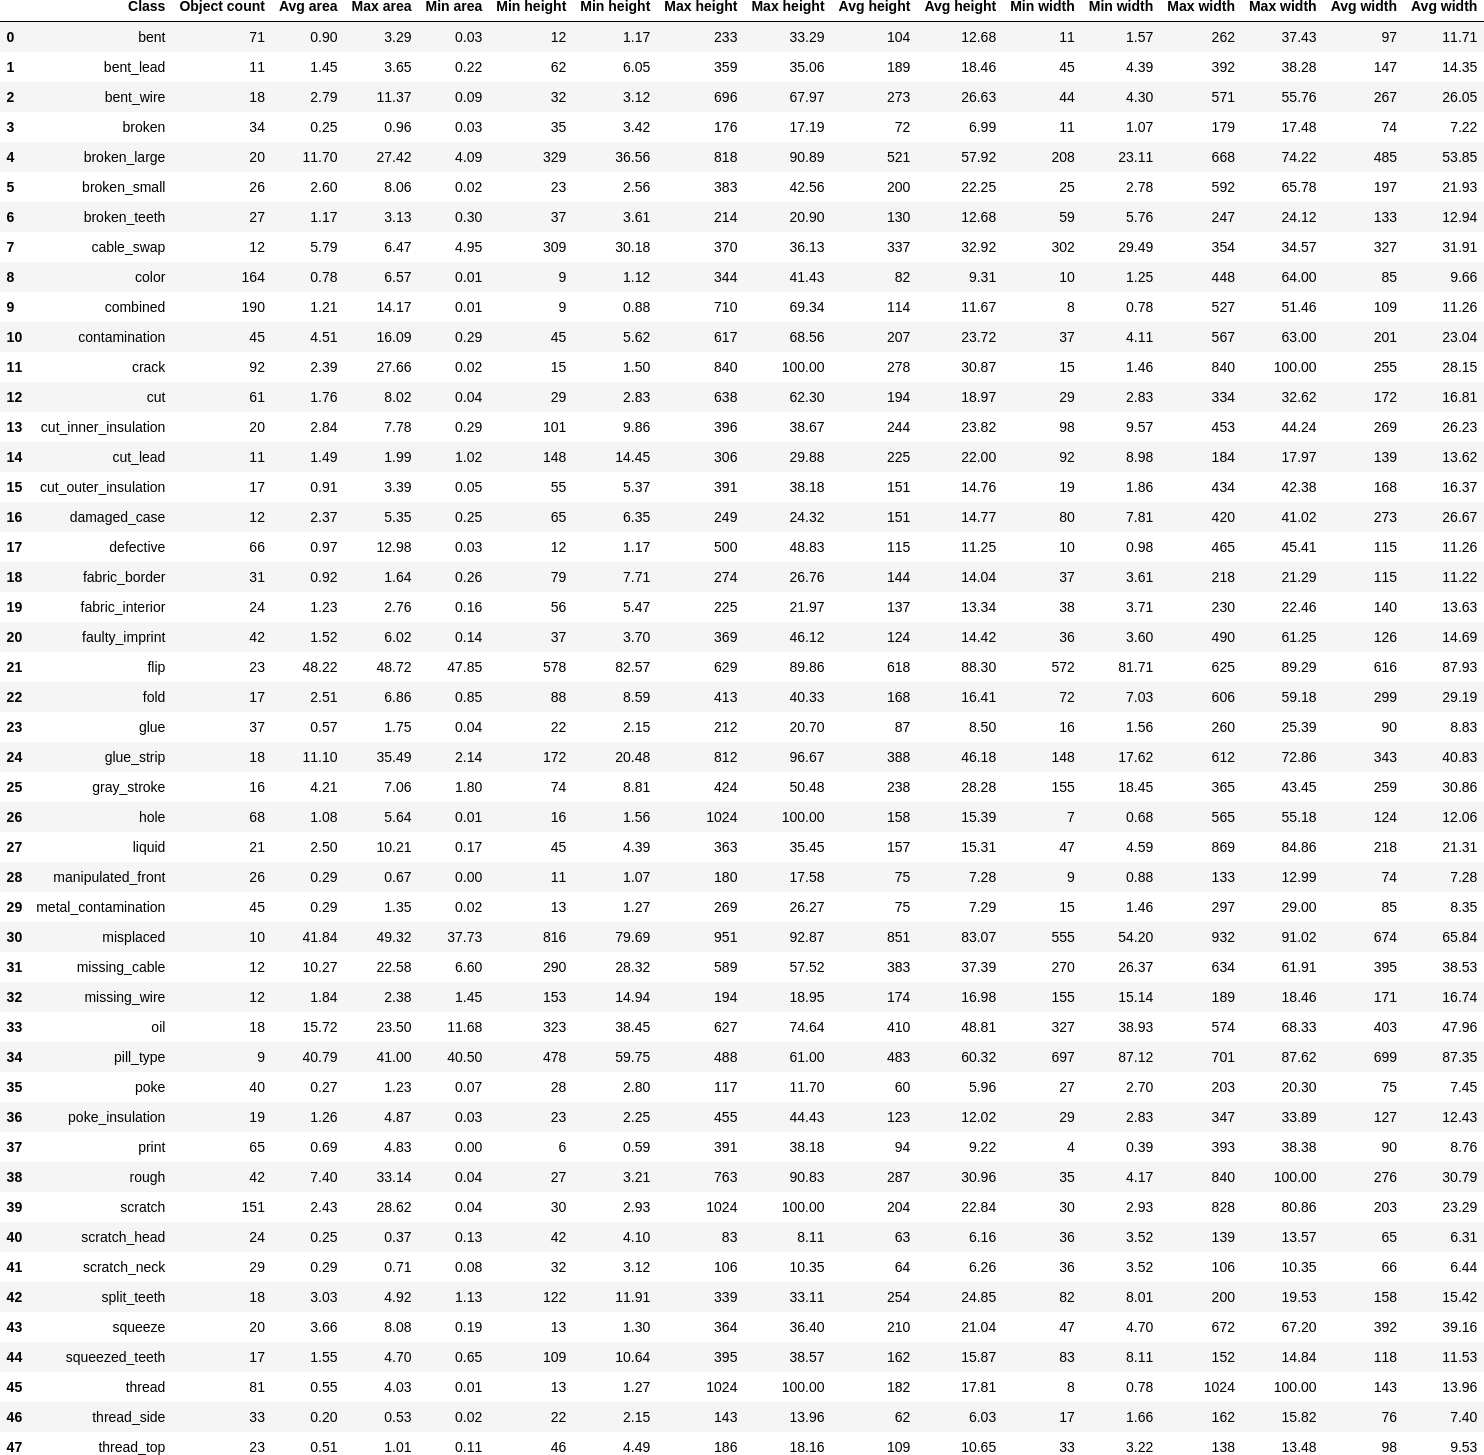 Class Object count Avg area Max area Min area Min height Min height Max height Max height Avg height Avg height Min width Min width Max width Max width Avg width Avg width
0 bent 71 0.90 3.29 0.03 12 1.17 233 33.29 104 12.68 11 1.57 262 37.43 97 11.71
1 bent_lead 11 1.45 3.65 0.22 62 6.05 359 35.06 189 18.46 45 4.39 392 38.28 147 14.35
2 bent_wire 18 2.79 11.37 0.09 32 3.12 696 67.97 273 26.63 44 4.30 571 55.76 267 26.05
3 broken 34 0.25 0.96 0.03 35 3.42 176 17.19 72 6.99 11 1.07 179 17.48 74 7.22
4 broken_large 20 11.70 27.42 4.09 329 36.56 818 90.89 521 57.92 208 23.11 668 74.22 485 53.85
5 broken_small 26 2.60 8.06 0.02 23 2.56 383 42.56 200 22.25 25 2.78 592 65.78 197 21.93
6 broken_teeth 27 1.17 3.13 0.30 37 3.61 214 20.90 130 12.68 59 5.76 247 24.12 133 12.94
7 cable_swap 12 5.79 6.47 4.95 309 30.18 370 36.13 337 32.92 302 29.49 354 34.57 327 31.91
8 color 164 0.78 6.57 0.01 9 1.12 344 41.43 82 9.31 10 1.25 448 64.00 85 9.66
9 combined 190 1.21 14.17 0.01 9 0.88 710 69.34 114 11.67 8 0.78 527 51.46 109 11.26
10 contamination 45 4.51 16.09 0.29 45 5.62 617 68.56 207 23.72 37 4.11 567 63.00 201 23.04
11 crack 92 2.39 27.66 0.02 15 1.50 840 100.00 278 30.87 15 1.46 840 100.00 255 28.15
12 cut 61 1.76 8.02 0.04 29 2.83 638 62.30 194 18.97 29 2.83 334 32.62 172 16.81
13 cut_inner_insulation 20 2.84 7.78 0.29 101 9.86 396 38.67 244 23.82 98 9.57 453 44.24 269 26.23
14 cut_lead 11 1.49 1.99 1.02 148 14.45 306 29.88 225 22.00 92 8.98 184 17.97 139 13.62
15 cut_outer_insulation 17 0.91 3.39 0.05 55 5.37 391 38.18 151 14.76 19 1.86 434 42.38 168 16.37
16 damaged_case 12 2.37 5.35 0.25 65 6.35 249 24.32 151 14.77 80 7.81 420 41.02 273 26.67
17 defective 66 0.97 12.98 0.03 12 1.17 500 48.83 115 11.25 10 0.98 465 45.41 115 11.26
18 fabric_border 31 0.92 1.64 0.26 79 7.71 274 26.76 144 14.04 37 3.61 218 21.29 115 11.22
19 fabric_interior 24 1.23 2.76 0.16 56 5.47 225 21.97 137 13.34 38 3.71 230 22.46 140 13.63
20 faulty_imprint 42 1.52 6.02 0.14 37 3.70 369 46.12 124 14.42 36 3.60 490 61.25 126 14.69
21 flip 23 48.22 48.72 47.85 578 82.57 629 89.86 618 88.30 572 81.71 625 89.29 616 87.93
22 fold 17 2.51 6.86 0.85 88 8.59 413 40.33 168 16.41 72 7.03 606 59.18 299 29.19
23 glue 37 0.57 1.75 0.04 22 2.15 212 20.70 87 8.50 16 1.56 260 25.39 90 8.83
24 glue_strip 18 11.10 35.49 2.14 172 20.48 812 96.67 388 46.18 148 17.62 612 72.86 343 40.83
25 gray_stroke 16 4.21 7.06 1.80 74 8.81 424 50.48 238 28.28 155 18.45 365 43.45 259 30.86
26 hole 68 1.08 5.64 0.01 16 1.56 1024 100.00 158 15.39 7 0.68 565 55.18 124 12.06
27 liquid 21 2.50 10.21 0.17 45 4.39 363 35.45 157 15.31 47 4.59 869 84.86 218 21.31
28 manipulated_front 26 0.29 0.67 0.00 11 1.07 180 17.58 75 7.28 9 0.88 133 12.99 74 7.28
29 metal_contamination 45 0.29 1.35 0.02 13 1.27 269 26.27 75 7.29 15 1.46 297 29.00 85 8.35
30 misplaced 10 41.84 49.32 37.73 816 79.69 951 92.87 851 83.07 555 54.20 932 91.02 674 65.84
31 missing_cable 12 10.27 22.58 6.60 290 28.32 589 57.52 383 37.39 270 26.37 634 61.91 395 38.53
32 missing_wire 12 1.84 2.38 1.45 153 14.94 194 18.95 174 16.98 155 15.14 189 18.46 171 16.74
33 oil 18 15.72 23.50 11.68 323 38.45 627 74.64 410 48.81 327 38.93 574 68.33 403 47.96
34 pill_type 9 40.79 41.00 40.50 478 59.75 488 61.00 483 60.32 697 87.12 701 87.62 699 87.35
35 poke 40 0.27 1.23 0.07 28 2.80 117 11.70 60 5.96 27 2.70 203 20.30 75 7.45
36 poke_insulation 19 1.26 4.87 0.03 23 2.25 455 44.43 123 12.02 29 2.83 347 33.89 127 12.43
37 print 65 0.69 4.83 0.00 6 0.59 391 38.18 94 9.22 4 0.39 393 38.38 90 8.76
38 rough 42 7.40 33.14 0.04 27 3.21 763 90.83 287 30.96 35 4.17 840 100.00 276 30.79
39 scratch 151 2.43 28.62 0.04 30 2.93 1024 100.00 204 22.84 30 2.93 828 80.86 203 23.29
40 scratch_head 24 0.25 0.37 0.13 42 4.10 83 8.11 63 6.16 36 3.52 139 13.57 65 6.31
41 scratch_neck 29 0.29 0.71 0.08 32 3.12 106 10.35 64 6.26 36 3.52 106 10.35 66 6.44
42 split_teeth 18 3.03 4.92 1.13 122 11.91 339 33.11 254 24.85 82 8.01 200 19.53 158 15.42
43 squeeze 20 3.66 8.08 0.19 13 1.30 364 36.40 210 21.04 47 4.70 672 67.20 392 39.16
44 squeezed_teeth 17 1.55 4.70 0.65 109 10.64 395 38.57 162 15.87 83 8.11 152 14.84 118 11.53
45 thread 81 0.55 4.03 0.01 13 1.27 1024 100.00 182 17.81 8 0.78 1024 100.00 143 13.96
46 thread_side 33 0.20 0.53 0.02 22 2.15 143 13.96 62 6.03 17 1.66 162 15.82 76 7.40
47 thread_top 23 0.51 1.01 0.11 46 4.49 186 18.16 109 10.65 33 3.22 138 13.48 98 9.53